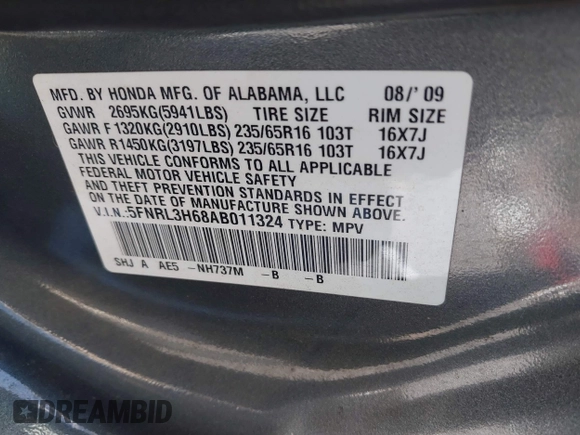 MFD. BY HONDA MFG. OF ALABAMA, LLC 08/'09
GVWR 2695KG(5941LBS) TIRE SIZE RIM SIZE
GAWR F1320KG(2910LBS) 235/65R16 103T 16X7J
GAWR R1450KG(3197LBS) 235/65R16 103T 16X7J
THIS VEHICLE CONFORMS TO ALL APPLICABLE
FEDERAL MOTOR VEHICLE SAFETY
AND THEFT PREVENTION STANDARDS IN EFFECT
ON THE DATE OF MANUFACTURE SHOWN ABOVE.
V.I.N.:5FNRL3H68AB011324 TYPE: MPV
SHJ A AE5 -NH737M -B -B
DREAMBID